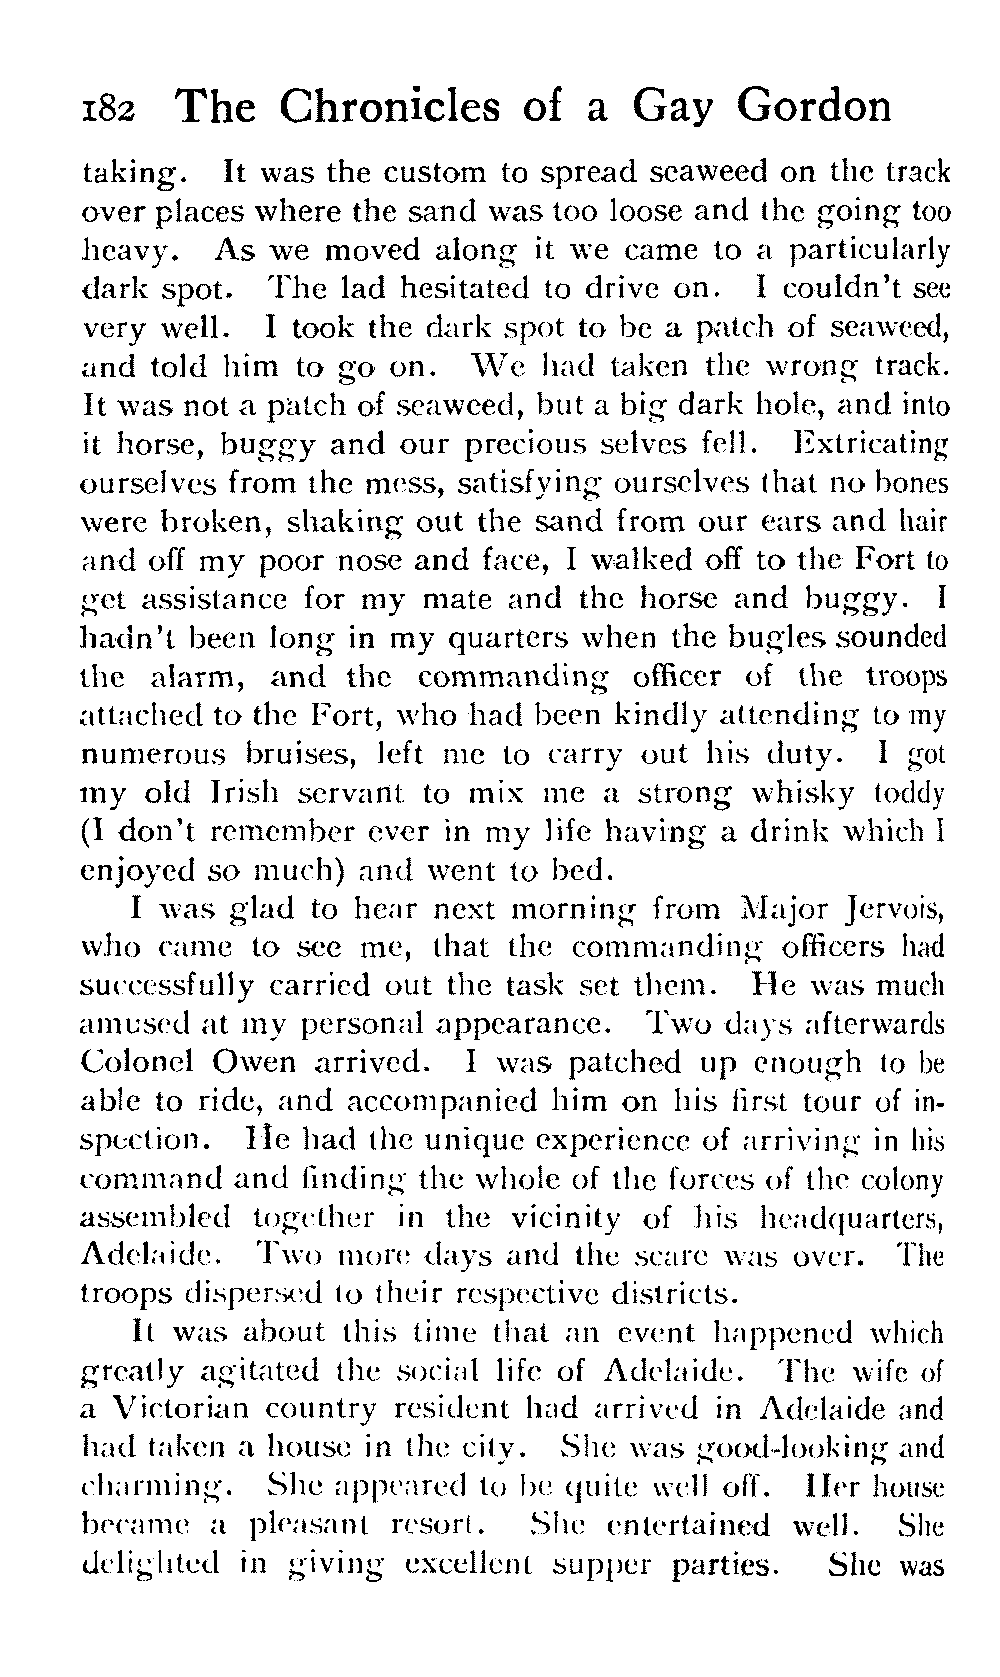 182 The Chronicles of a Gay Gordon
taking. It was the custom to spread seaweed on the track
over places where the sand was too loose and the going too
heavy. As we moved along it we came to a particularly
dark spot. The lad hesitated to drive on. I couldn't see
very well. I took the dark spot to be a patch of seaweed,
and told him to go on. We had taken the wrong track.
It was not a patch of seaweed, but a big dark hole, and into
it horse, buggy and our precious selves fell. Extricating
ourselves from the mess, satisfying ourselves that no bones
were broken, shaking out the sand from our ears and hair
and off my poor nose and face, I walked off to the Fort to
get assistance for my mate and the horse and buggy. I
hadn't been long in my quarters when the bugles sounded
the alarm, and the commanding officer of the troops
attached to the Fort, who had been kindly attending to my
numerous bruises, left me to carry out his duty. I got
my old Irish servant to mix me a strong whisky toddy
(I don't remember ever in my life having a drink which I
enjoyed so much) and went to bed.
I was glad to hear next morning from Major Jervois,
who came to see me, that the commanding officers had
successfully carried out the task set them. He was much
amused at my personal appearance. Two days afterwards
Colonel Owen arrived. I was patched up enough to be
able to ride, and accompanied him on his first tour of in-
spection. He had the unique experience of arriving in his
command and finding the whole of the forces of the colony
assembled together in the vicinity of his headquarters,
Adelaide. Two more days and the scare was over. The
troops dispersed to their respective districts.
It was about this time that an event happened which
greatly agitated the social life of Adelaide. The wife of
a Victorian country resident had arrived in Adelaide and
had taken a house in the city. She was good-looking and
charming. She appeared to be quite well off. Her house
became a pleasant resort. She entertained well. She
delighted in giving excellent supper parties. She was